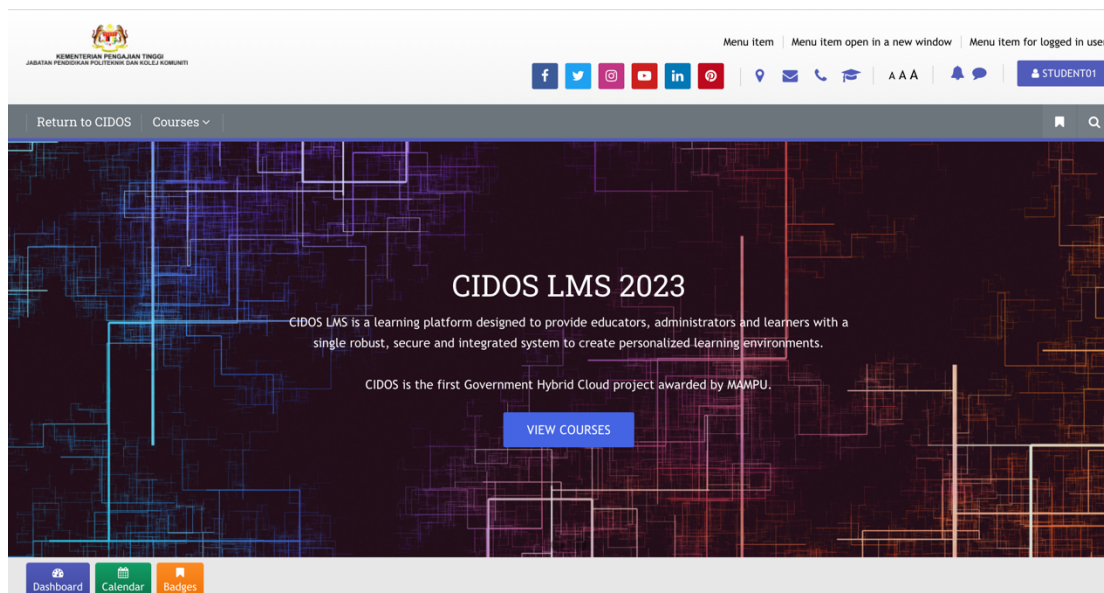 KEMENTERIAN PENGAJIAN TINGGI
JABATAN PENDIDIKAN POLITEKNIK DAN KOLEJ KOMUNITI
Menu item Menu item open in a new window Menu item for logged in user
A A A
STUDENT01
Return to CIDOS Courses
CIDOS LMS 2023
CIDOS LMS is a learning platform designed to provide educators, administrators and learners with a
single robust, secure and integrated system to create personalized learning environments.
CIDOS is the first Government Hybrid Cloud project awarded by MAMPU.
VIEW COURSES
Dashboard Calendar Badges